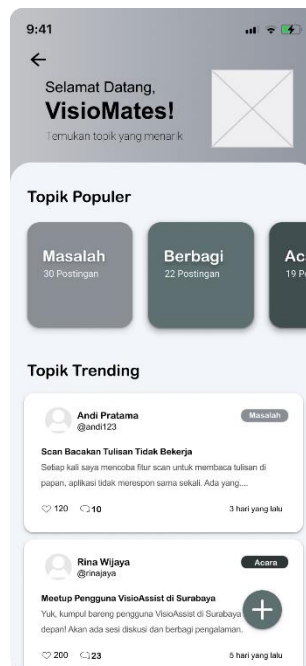 9:41
Selamat Datang,
VisioMates!
Temukan topik yang menarik
Topik Populer
Masalah
30 Postingan
Berbagi
22 Postingan
Aca
19 Po
Topik Trending
Andi Pratama
@andi123
Masalah
Scan Bacakan Tulisan Tidak Bekerja
Setiap kali saya mencoba fitur scan untuk membaca tulisan di
papan, aplikasi tidak merespon sama sekali. Ada yang....
120 10 3 hari yang lalu
Rina Wijaya
@rinajaya
Acara
Meetup Pengguna VisioAssist di Surabaya
Yuk, kumpul bareng pengguna VisioAssist di Surabaya
depan! Akan ada sesi diskusi dan berbagi pengalaman.
200 23 5 hari yang lalu